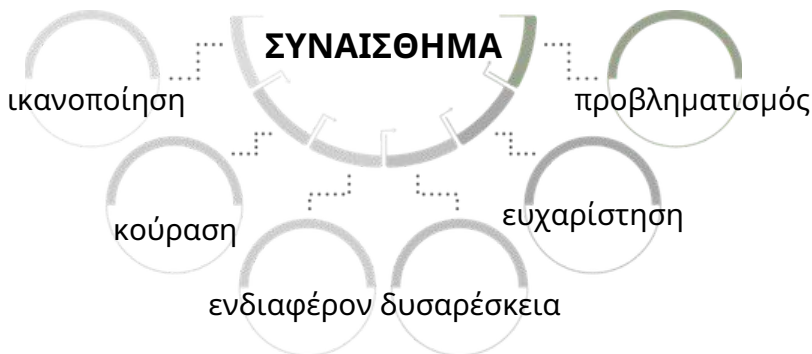 ΣΥΝΑΙΣΘΗΜΑ
ικανοποίηση
προβληματισμός
κούραση
ευχαρίστηση
ενδιαφέρον
δυσαρέσκεια